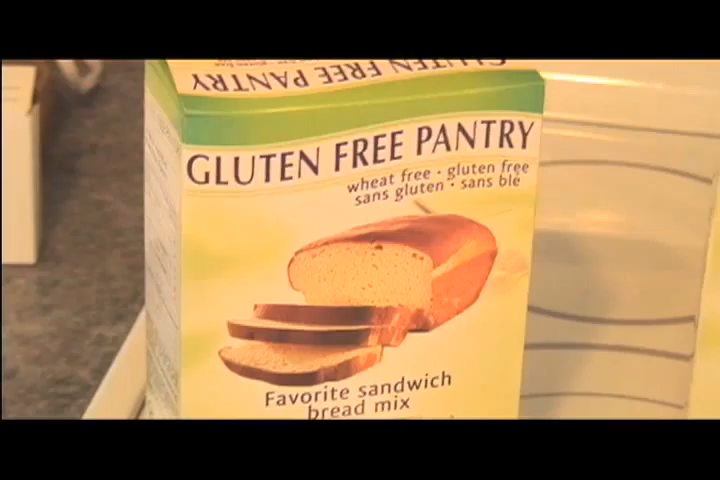 GLUTEN FREE PANTRY
GLUTEN FREE PANTRY
wheat free · gluten free
sans gluten · sans blé
Favorite sandwich
bread mix